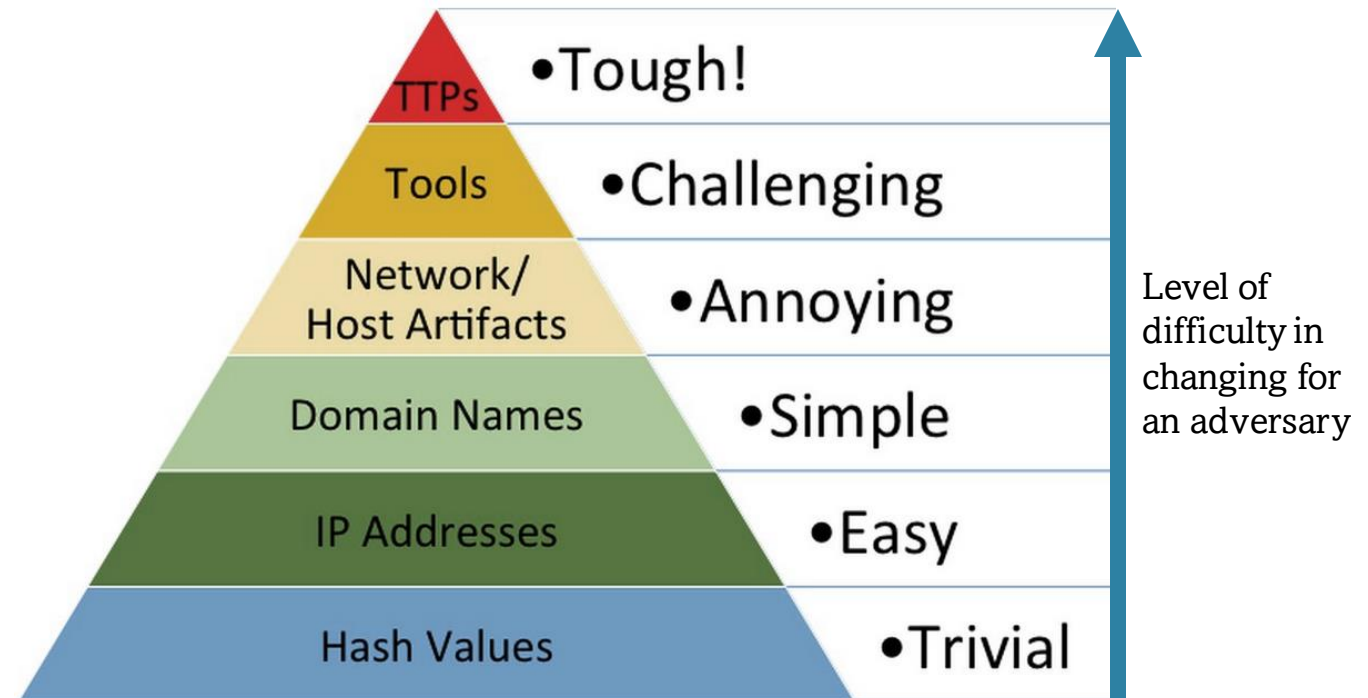 TTPs
•Tough!
Tools
•Challenging
Network/
Host Artifacts
•Annoying
Domain Names
•Simple
IP Addresses
•Easy
Hash Values
•Trivial
Level of
difficulty in
changing for
an adversary